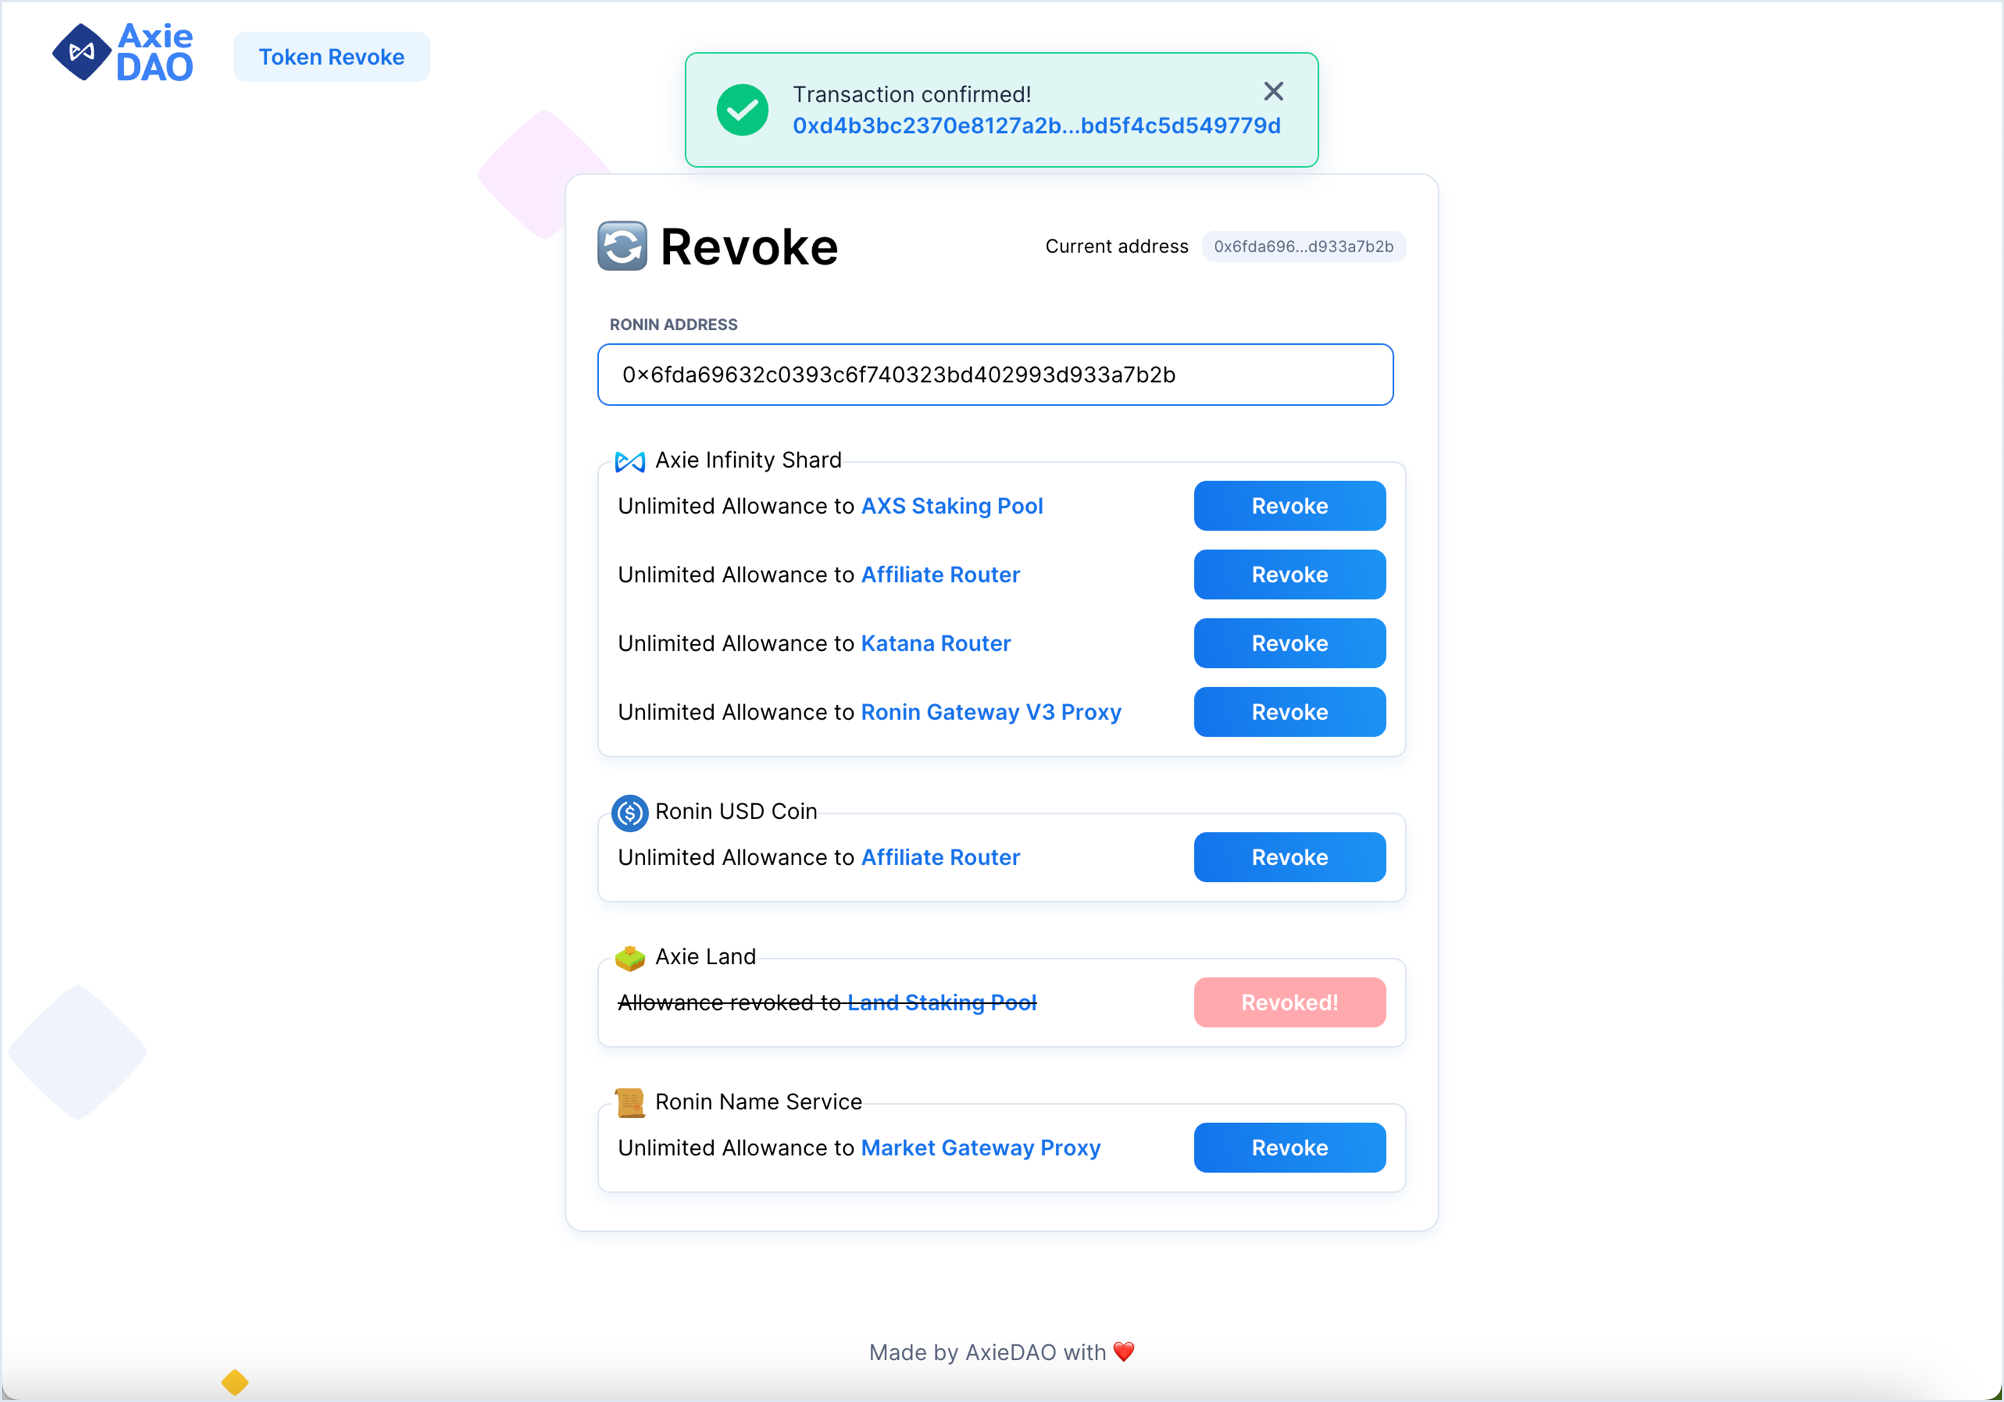 Axie
DAO
Token Revoke
Transaction confirmed!
0xd4b3bc2370e8127a2b...bd5f4c5d549779d
Revoke
Current address
0x6fda696...d933a7b2b
RONIN ADDRESS
0x6fda69632c0393c6f740323bd402993d933a7b2b
Axie Infinity Shard
Unlimited Allowance to AXS Staking Pool
Revoke
Unlimited Allowance to Affiliate Router
Revoke
Unlimited Allowance to Katana Router
Revoke
Unlimited Allowance to Ronin Gateway V3 Proxy
Revoke
Ronin USD Coin
Unlimited Allowance to Affiliate Router
Revoke
Axie Land
Allowance revoked to Land Staking Pool
Revoked!
Ronin Name Service
Unlimited Allowance to Market Gateway Proxy
Revoke
Made by AxieDAO with ❤️